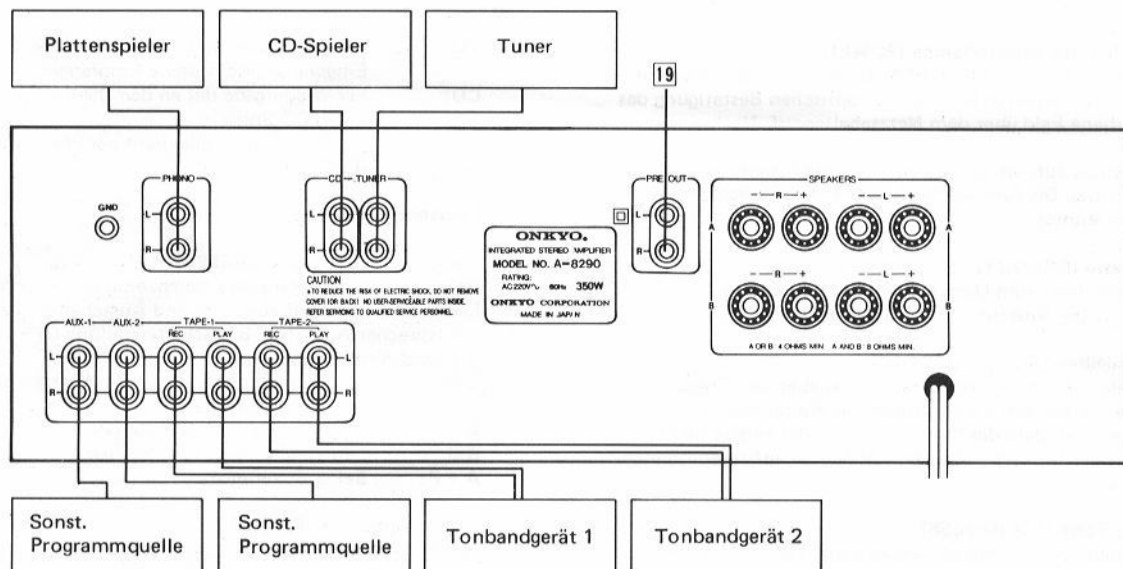 Plattenspieler
CD-Spieler
Tuner
19
PHONO
CD
TUNER
PRE OUT
SPEAKERS
- R +
- L +
GND
L
R
L
R
L
R
A
A
ONKYO®
INTEGRATED STEREO AMPLIFIER
MODEL NO. A-8290
RATING:
AC 220V~ 60Hz 350W
ONKYO CORPORATION
MADE IN JAPAN
CAUTION
TO REDUCE THE RISK OF ELECTRIC SHOCK, DO NOT REMOVE
COVER (OR BACK). NO USER-SERVICEABLE PARTS INSIDE.
REFER SERVICING TO QUALIFIED SERVICE PERSONNEL.
- R +
- L +
B
B
A OR B: 4 OHMS MIN. A AND B: 8 OHMS MIN.
AUX-1
AUX-2
TAPE-1
TAPE-2
REC
PLAY
REC
PLAY
L
L
R
R
Sonst.
Programmquelle
Sonst.
Programmquelle
Tonbandgerät 1
Tonbandgerät 2